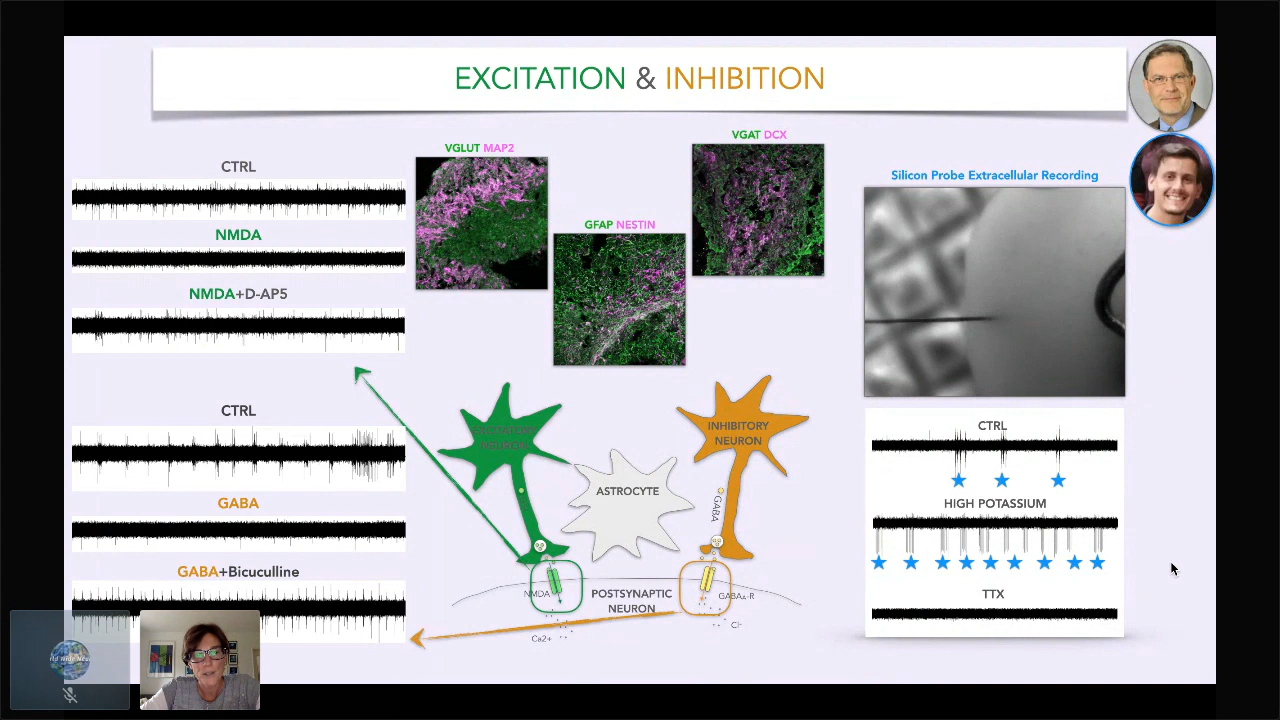 EXCITATION & INHIBITION
CTRL
NMDA
NMDA+D-AP5
CTRL
GABA
GABA+Bicuculline
VGLUT MAP2
GFAP NESTIN
VGAT DCX
EXCITATORY
NEURON
ASTROCYTE
INHIBITORY
NEURON
GABA
NMDA
POSTSYNAPTIC
NEURON
GABAA-R
Ca2+
Cl-
Silicon Probe Extracellular Recording
CTRL
HIGH POTASSIUM
TTX